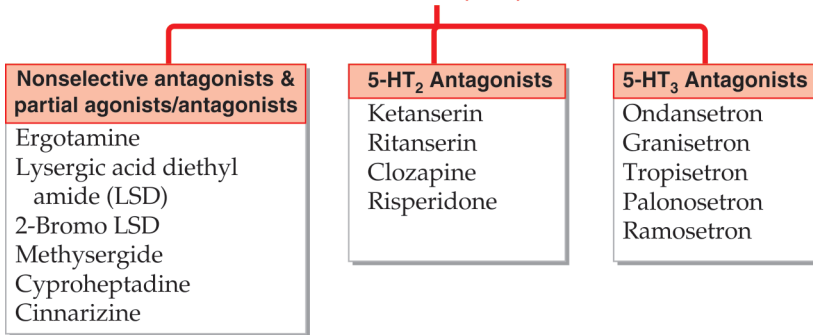 Nonselective antagonists &
partial agonists/antagonists
Ergotamine
Lysergic acid diethyl
amide (LSD)
2-Bromo LSD
Methysergide
Cyproheptadine
Cinnarizine
5-HT₂ Antagonists
Ketanserin
Ritanserin
Clozapine
Risperidone
5-HT₃ Antagonists
Ondansetron
Granisetron
Tropisetron
Palonosetron
Ramosetron